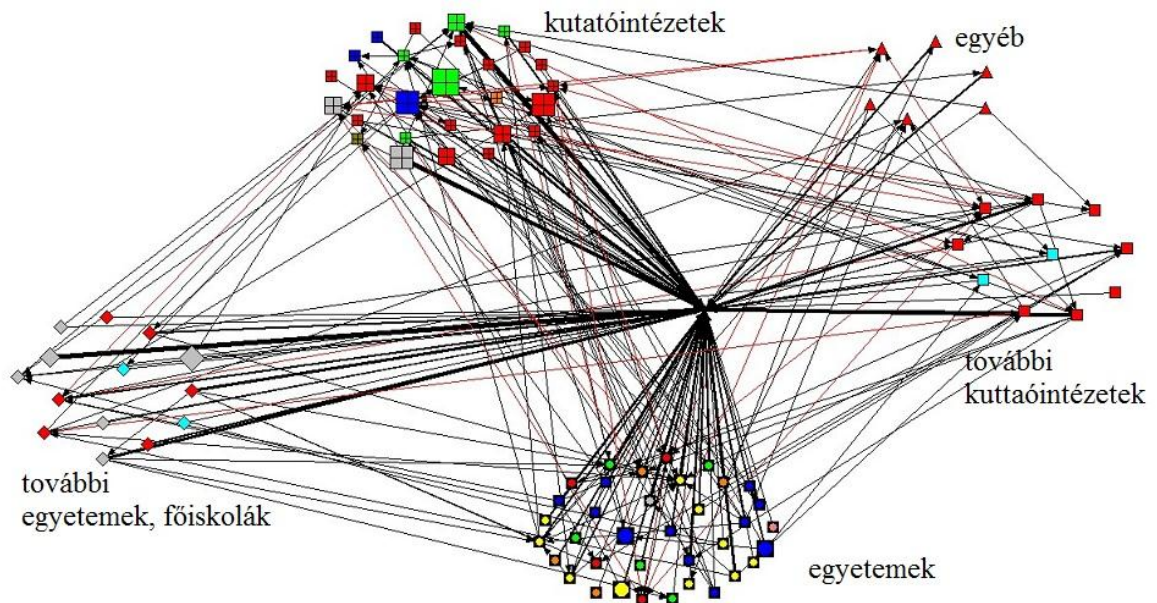 kutatóintézetek
egyéb
további
kuttaóintézetek
további
egyetemek, főiskolák
egyetemek